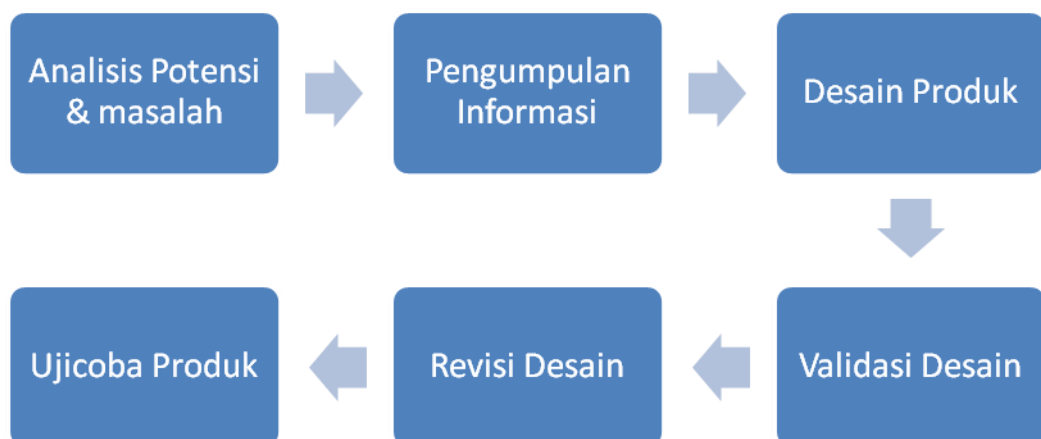 Analisis Potensi
& masalah
Pengumpulan
Informasi
Desain Produk
Validasi Desain
Revisi Desain
Ujicoba Produk